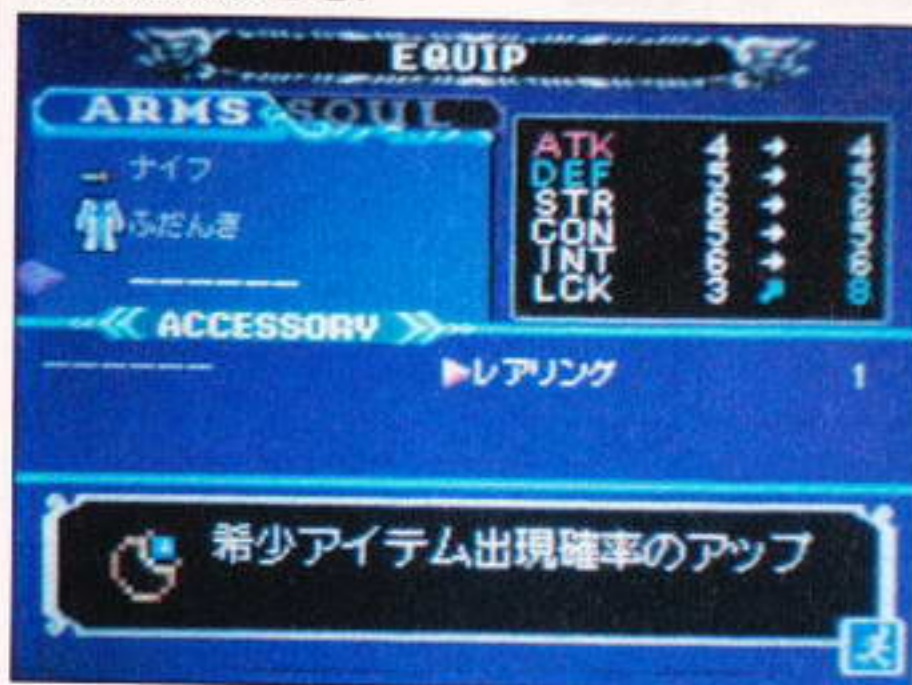 EQUIP
ARMS SOUL
ナイフ
ふだんぎ
------
ATK 4 → 4
DEF 5 → 5
STR 6 → 6
CON 5 → 5
INT 6 → 6
LCK 3 ↗ 8
ACCESSORY
------ ▶レアリング 1
希少アイテム出現確率のアップ